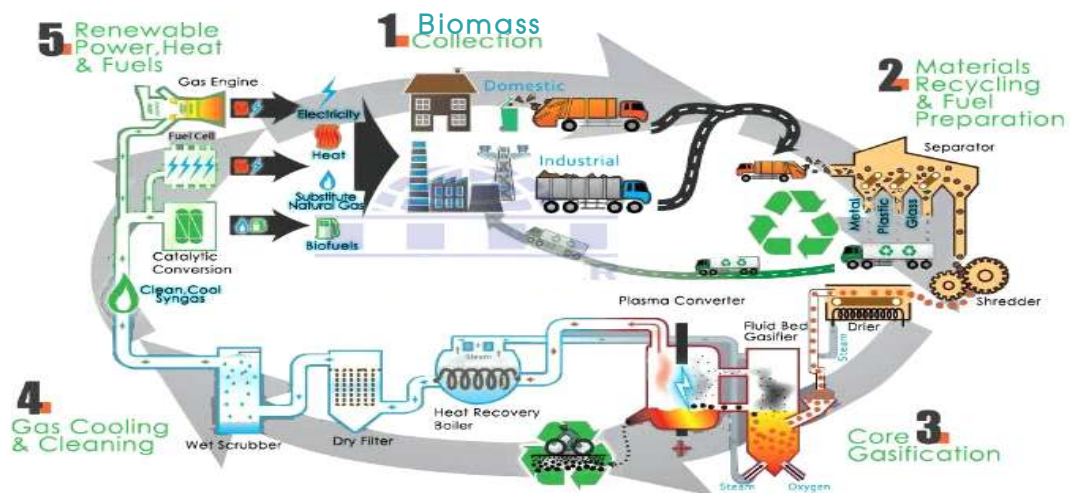 5. Renewable
Power, Heat
& Fuels
1. Biomass
Collection
2. Materials
Recycling
& Fuel
Preparation
Gas Engine
Electricity
Fuel Cell
Heat
Substitute
Natural Gas
Biofuels
Catalytic
Conversion
Clean, Cool
Syngas
Domestic
Industrial
Separator
Metal
Plastic
Glass
Shredder
Drier
Steam
Plasma Converter
Fluid Bed
Gasifier
Steam
Heat Recovery
Boiler
Dry Filter
Wet Scrubber
4.
Gas Cooling
& Cleaning
Core 3.
Gasification
Steam
Oxygen
+
R